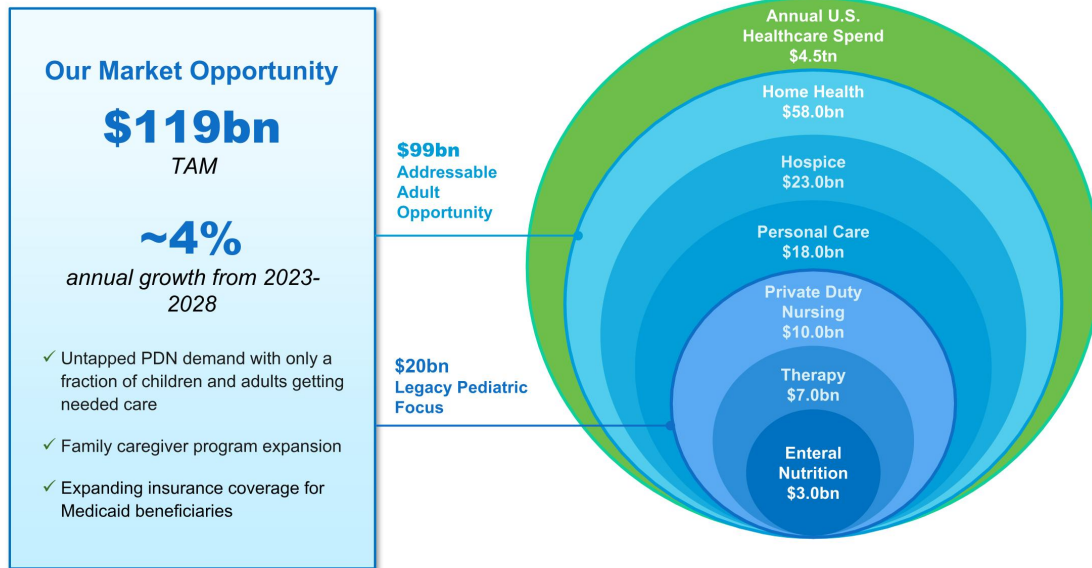 Our Market Opportunity
$119bn
TAM
~4%
annual growth from 2023-
2028
✓ Untapped PDN demand with only a
fraction of children and adults getting
needed care
✓ Family caregiver program expansion
✓ Expanding insurance coverage for
Medicaid beneficiaries
$99bn
Addressable
Adult
Opportunity
$20bn
Legacy Pediatric
Focus
Annual U.S.
Healthcare Spend
$4.5tn
Home Health
$58.0bn
Hospice
$23.0bn
Personal Care
$18.0bn
Private Duty
Nursing
$10.0bn
Therapy
$7.0bn
Enteral
Nutrition
$3.0bn